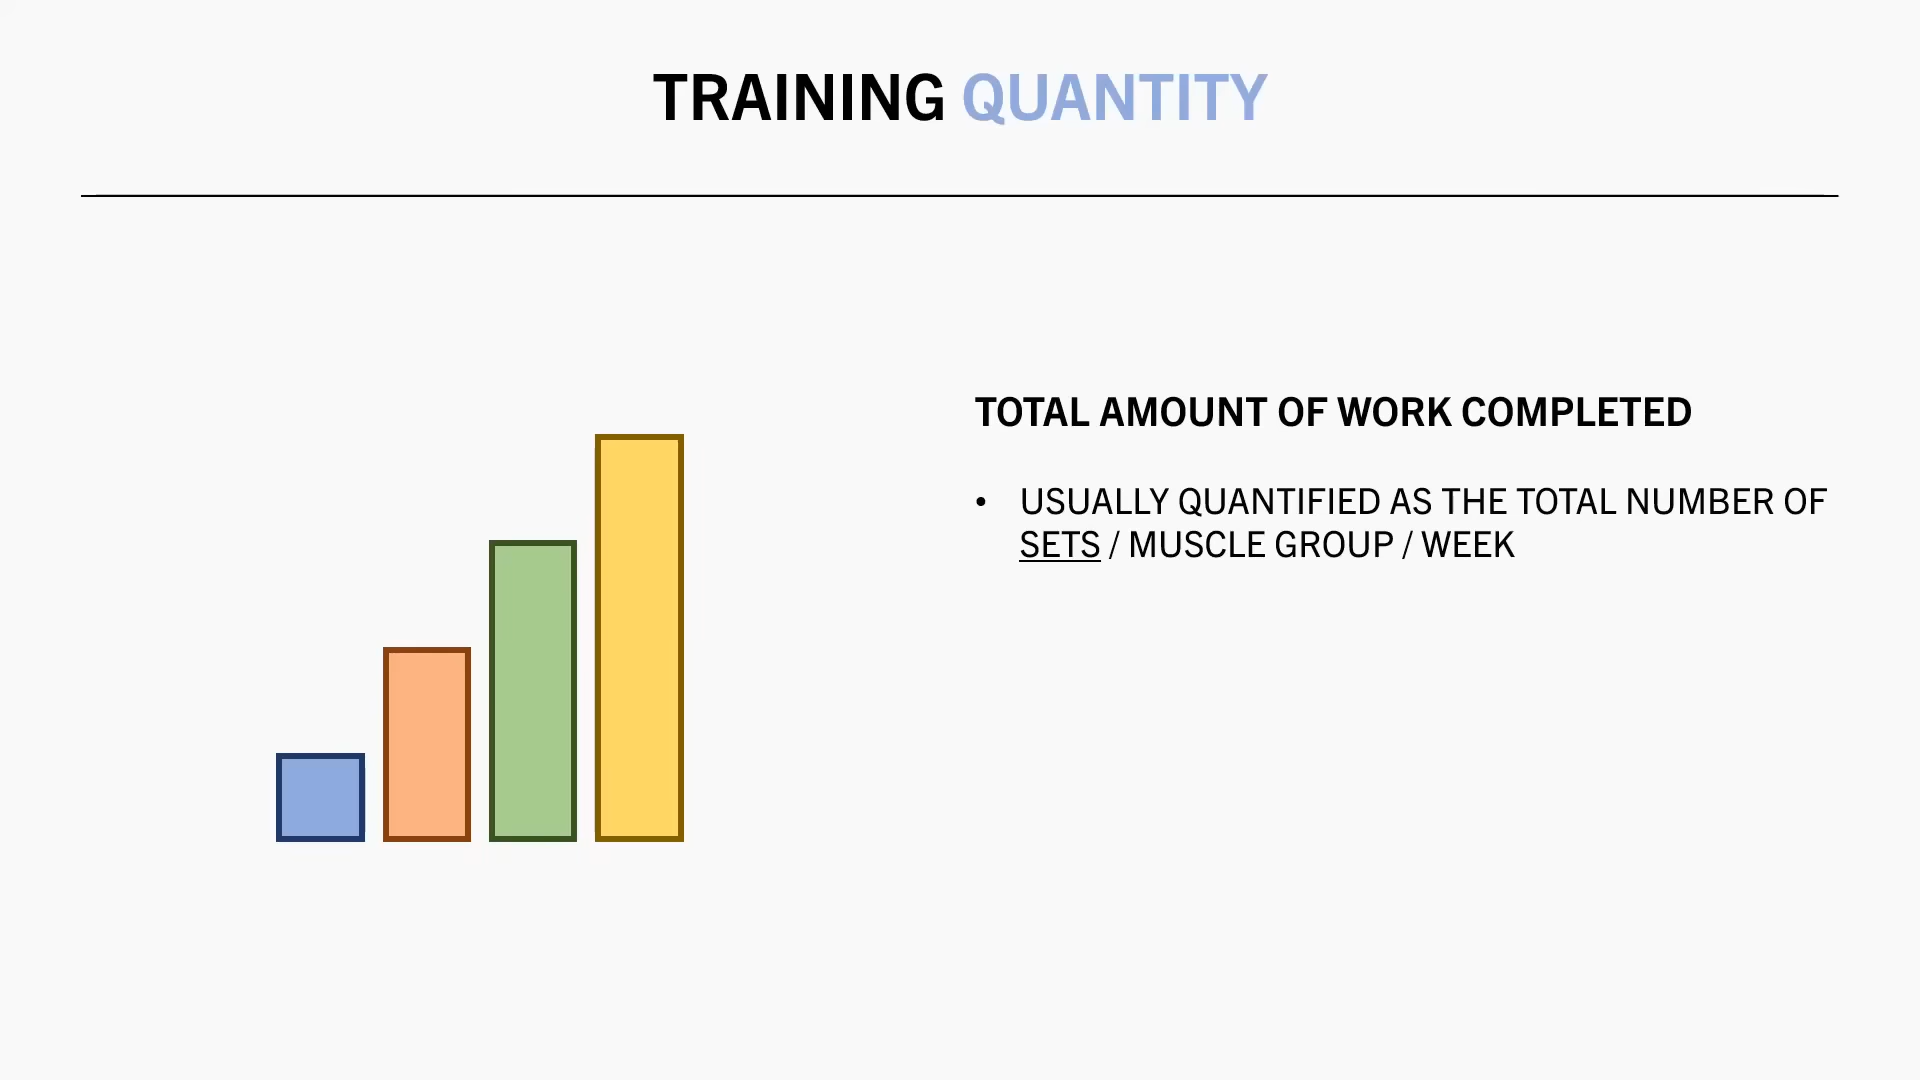 TRAINING QUANTITY
TOTAL AMOUNT OF WORK COMPLETED
• USUALLY QUANTIFIED AS THE TOTAL NUMBER OF
SETS / MUSCLE GROUP / WEEK